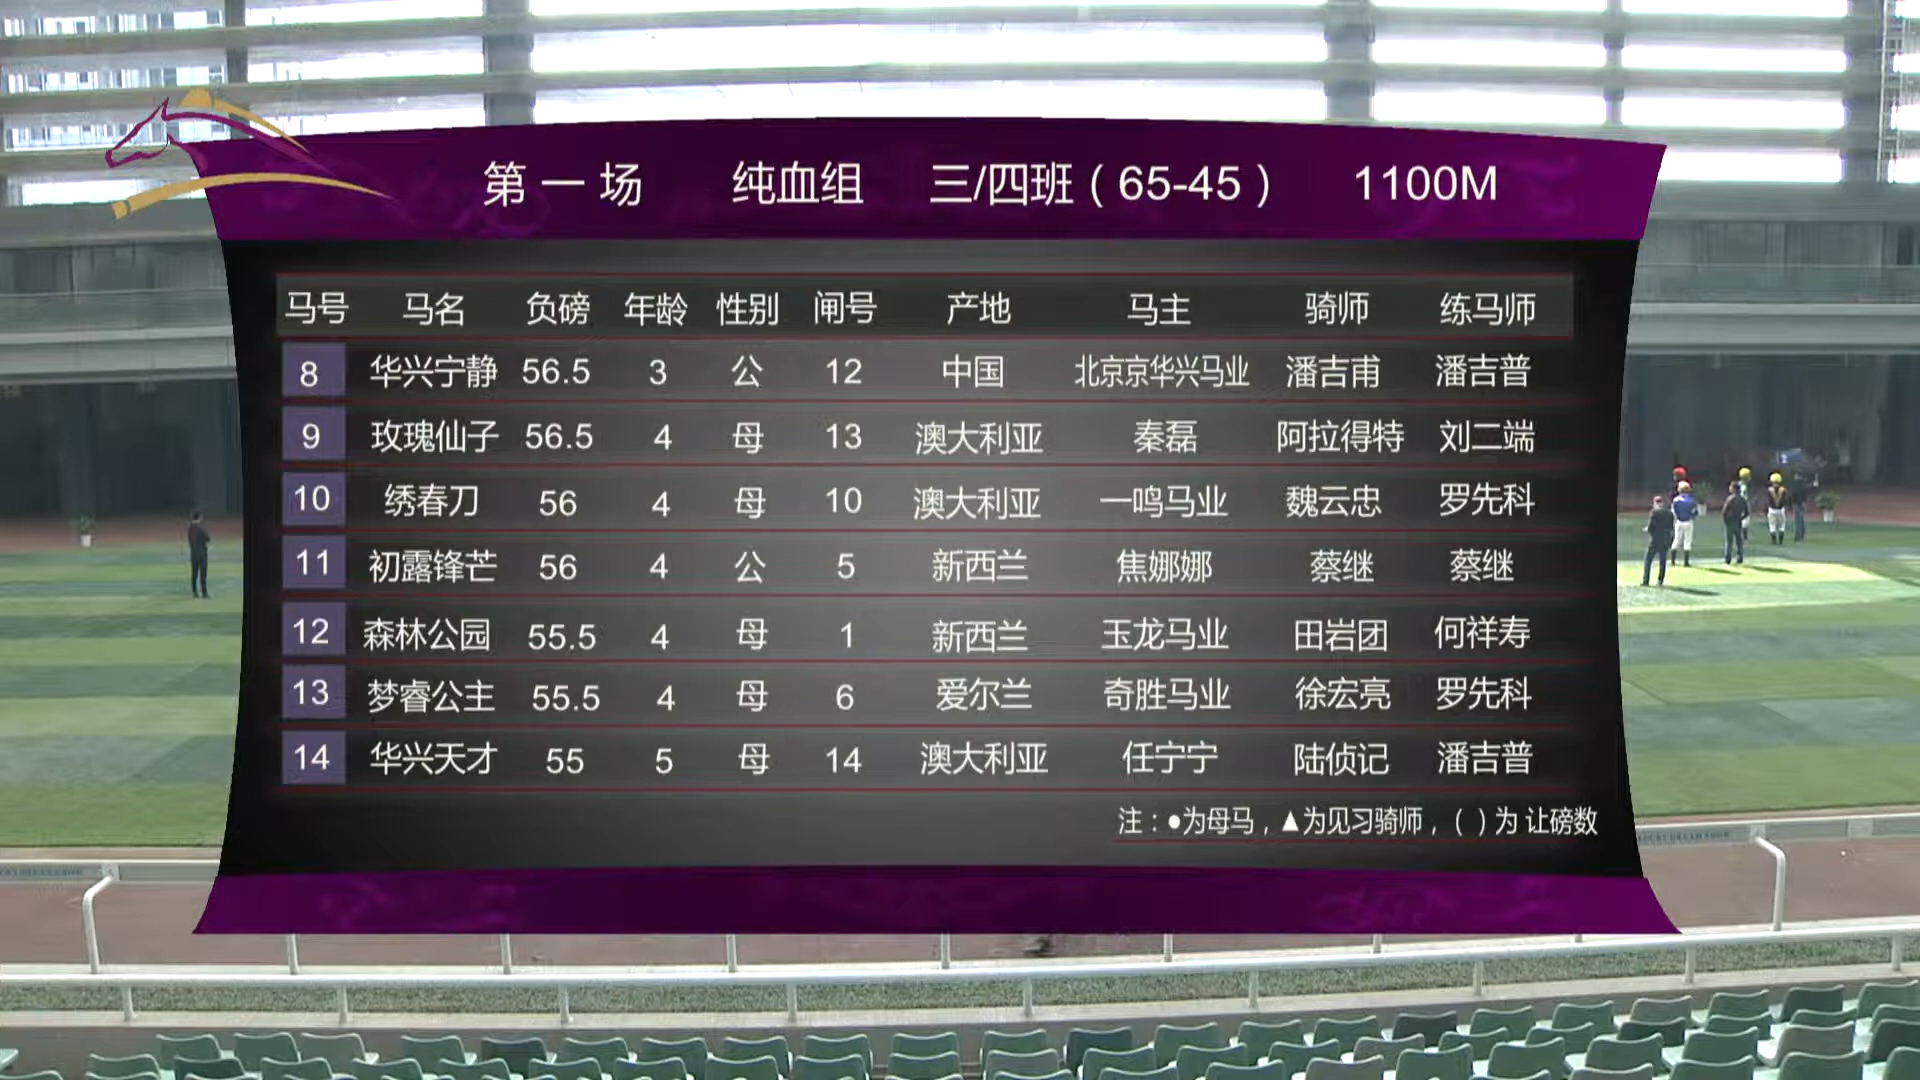 第一场 纯血组 三/四班（65-45） 1100M
马号 马名 负磅 年龄 性别 闸号 产地 马主 骑师 练马师
8 华兴宁静 56.5 3 公 12 中国 北京京华兴马业 潘吉甫 潘吉普
9 玫瑰仙子 56.5 4 母 13 澳大利亚 秦磊 阿拉得特 刘二端
10 绣春刀 56 4 母 10 澳大利亚 一鸣马业 魏云忠 罗先科
11 初露锋芒 56 4 公 5 新西兰 焦娜娜 蔡继 蔡继
12 森林公园 55.5 4 母 1 新西兰 玉龙马业 田岩团 何祥寿
13 梦睿公主 55.5 4 母 6 爱尔兰 奇胜马业 徐宏亮 罗先科
14 华兴天才 55 5 母 14 澳大利亚 任宁宁 陆侦记 潘吉普
注：●为母马，▲为见习骑师，（ ）为 让磅数